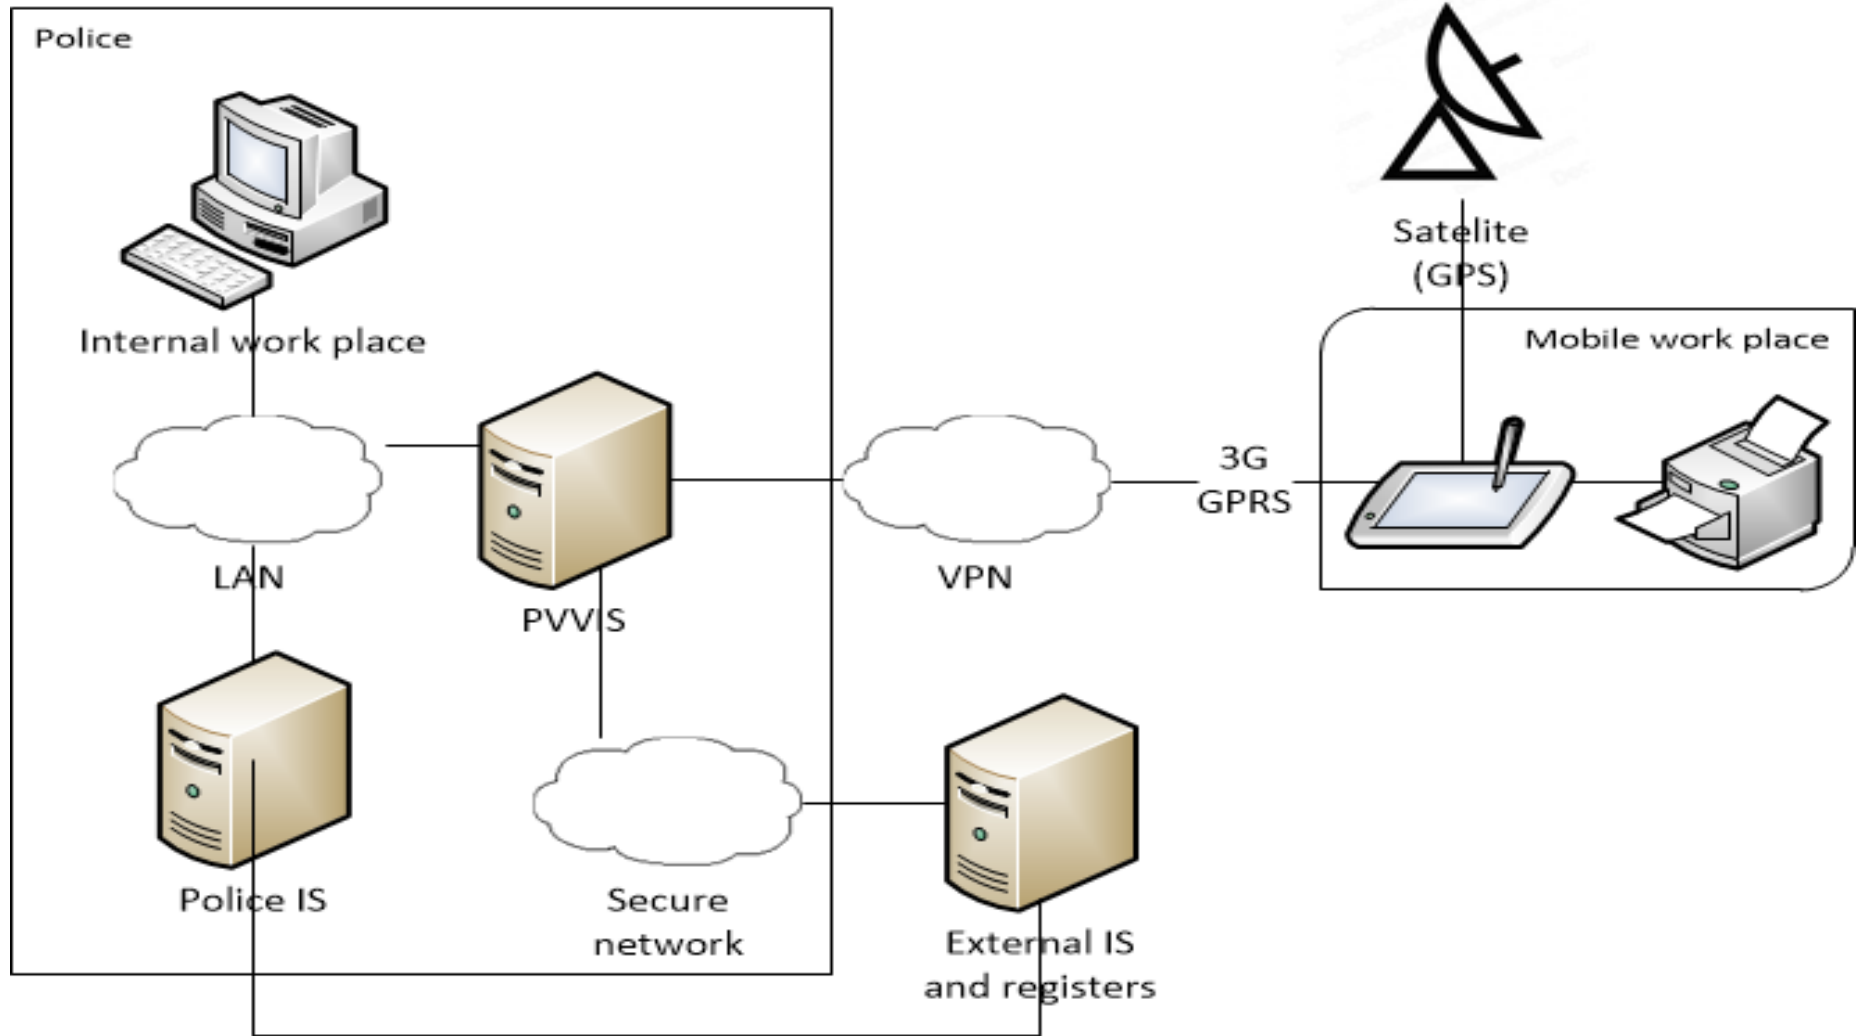 Police
Internal work place
LAN
PVVIS
Police IS
Secure
network
VPN
3G
GPRS
Satelite
(GPS)
Mobile work place
External IS
and registers